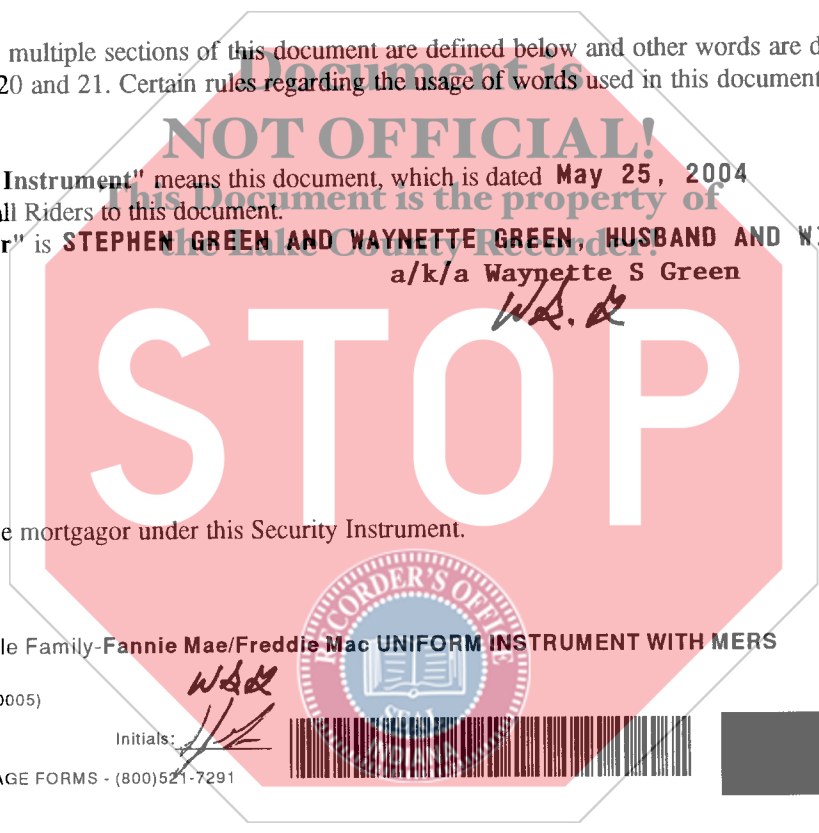 multiple sections of this document are defined below and other words are d
Document is
20 and 21. Certain rules regarding the usage of words used in this document
NOT OFFICIAL!
Instrument" means this document, which is dated May 25, 2004
This Document is the property of
ll Riders to this document.
r" is STEPHEN GREEN AND WAYNETTE GREEN, HUSBAND AND W
the Lake County Recorder!
a/k/a Waynette S Green
W.S. G
STOP
e mortgagor under this Security Instrument.
RECORDER'S OFFICE
le Family-Fannie Mae/Freddie Mac UNIFORM INSTRUMENT WITH MERS
WSG
0005)
SEAL
Initials:
INDIANA
AGE FORMS - (800)521-7291